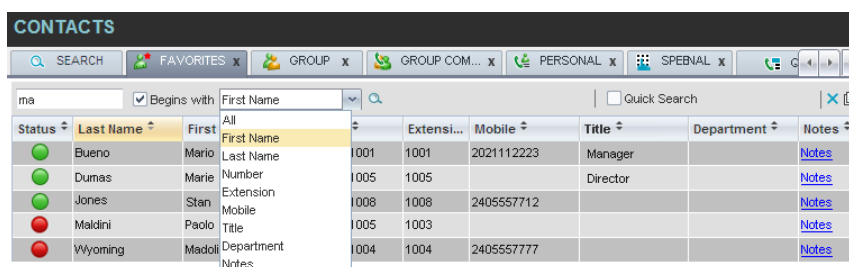 CONTACTS
SEARCH FAVORITES x GROUP x GROUP COM... x PERSONAL x SPEED DIAL x G
ma Begins with First Name Quick Search
Status Last Name First Extensi... Mobile Title Department Notes
All
First Name
Last Name
Number
Extension
Mobile
Title
Department
Notes
Bueno Mario 1001 1001 2021112223 Manager Notes
Dumas Marie 1005 1005 Director Notes
Jones Stan 1008 1008 2405557712 Notes
Maldini Paolo 1005 1003 Notes
Wyoming Madoli 1004 1004 2405557777 Notes